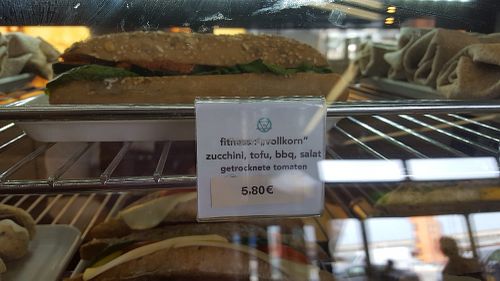 fitness: „vollkorn“
zucchini, tofu, bbq, salat
getrocknete tomaten
5.80 €